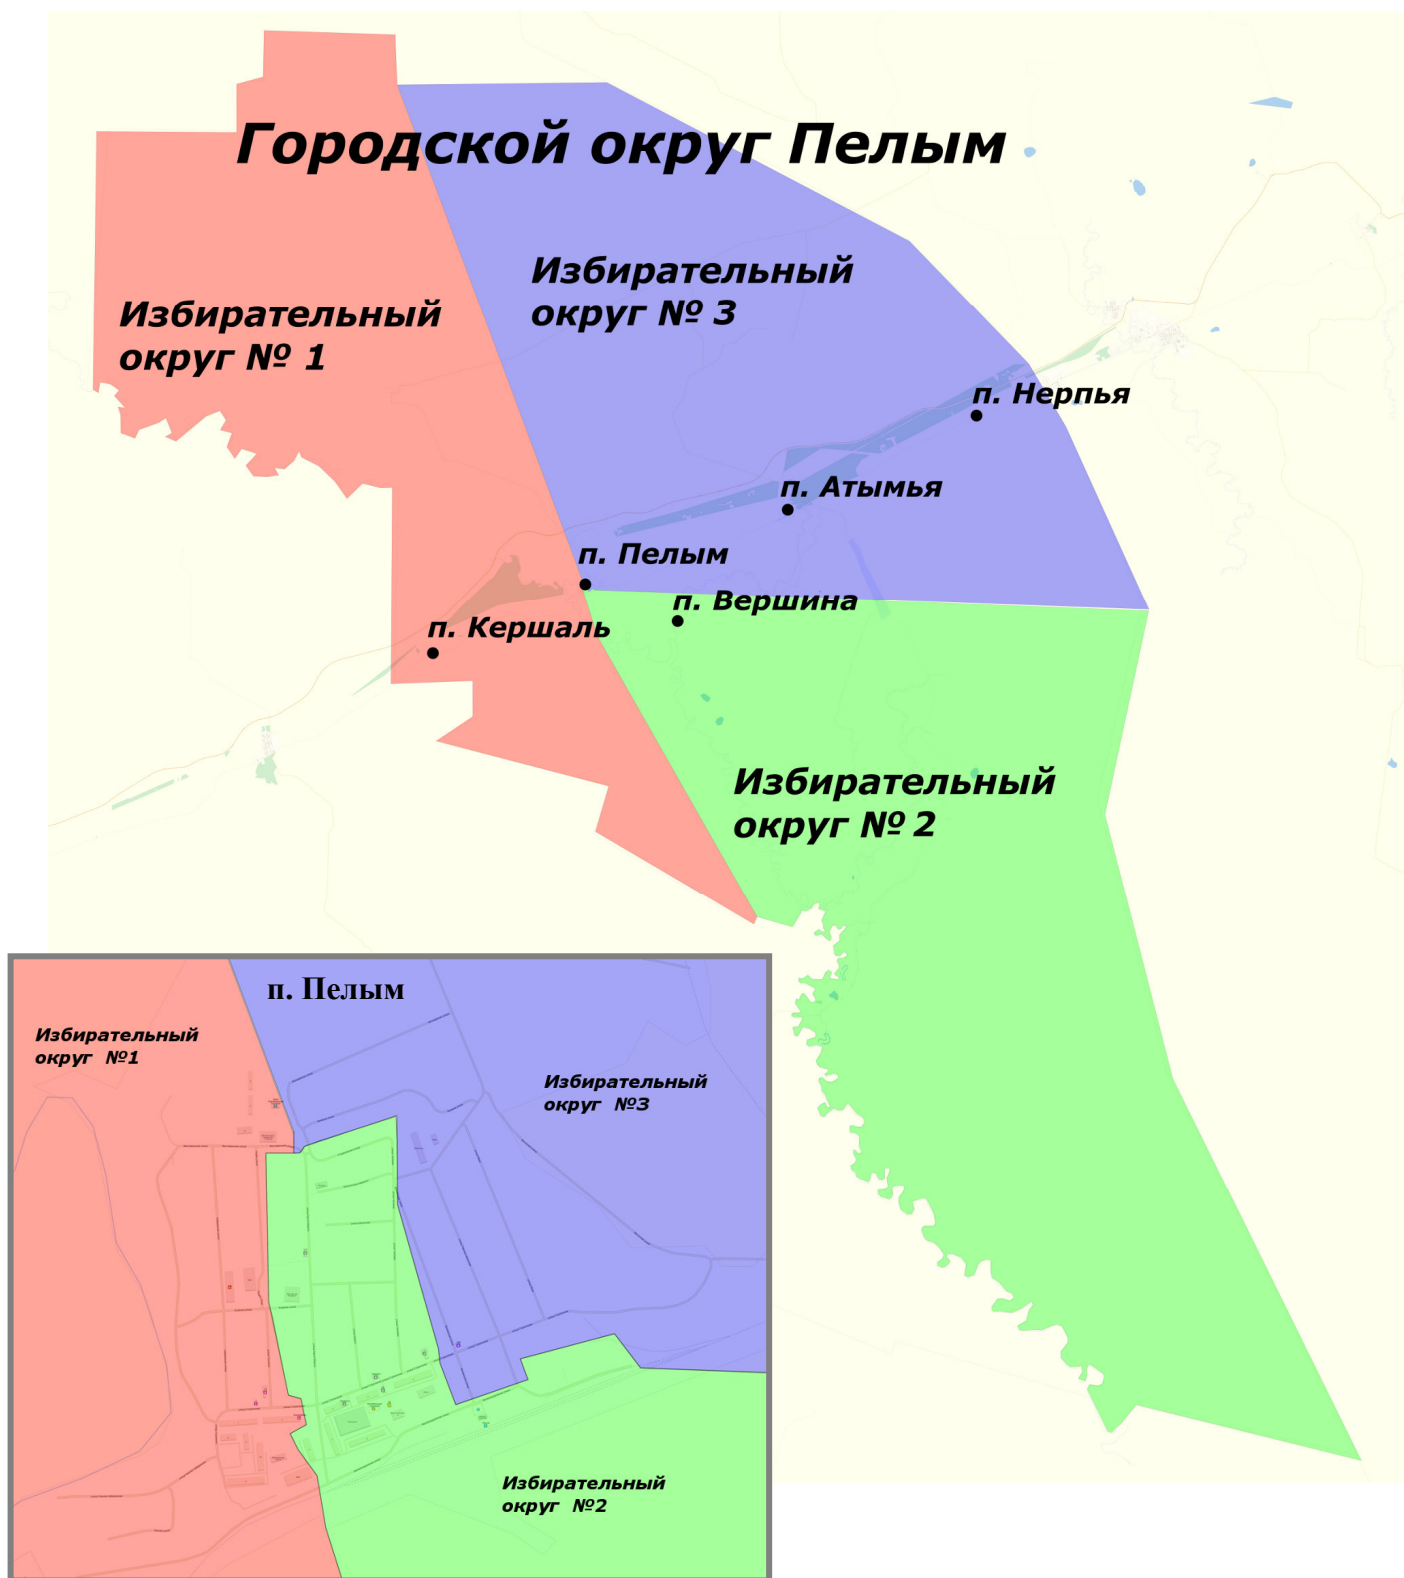 Городской округ Пелым
Избирательный
округ № 3
Избирательный
округ № 1
п. Нерпья
п. Атымья
п. Пелым
п. Вершина
п. Кершаль
Избирательный
округ № 2
п. Пелым
Избирательный
округ №1
Избирательный
округ №3
Избирательный
округ №2